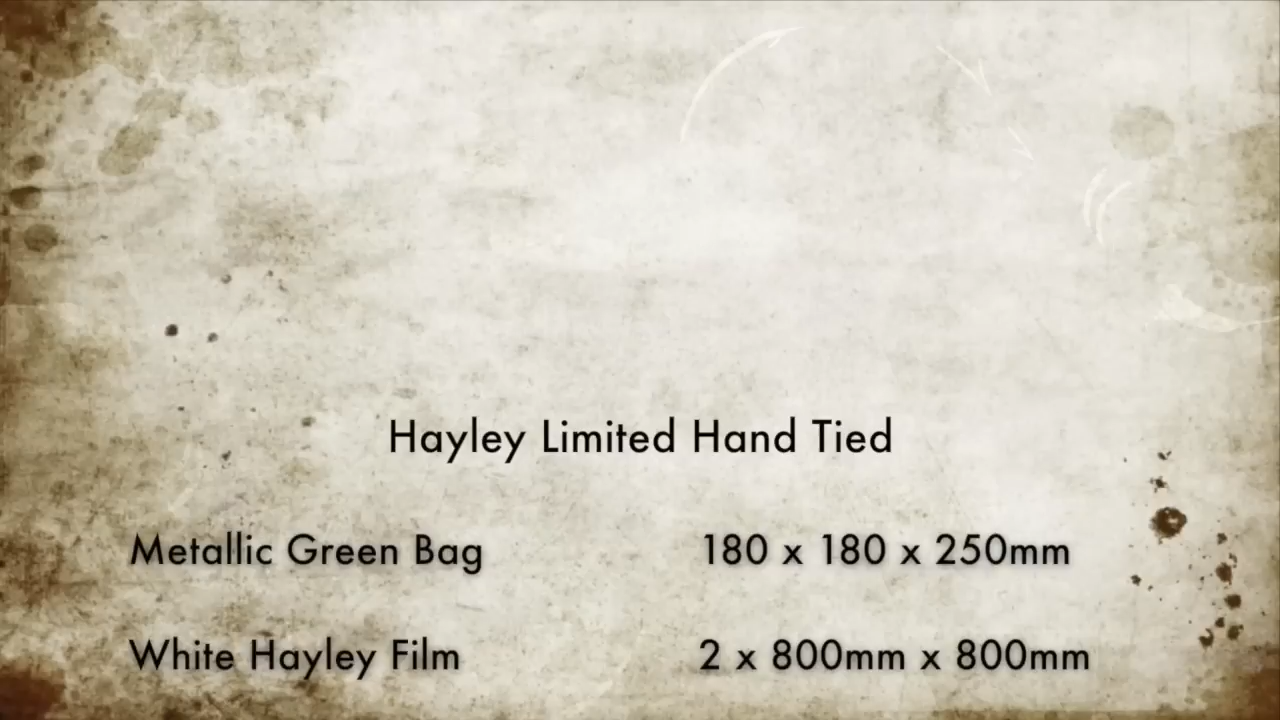 Hayley Limited Hand Tied
Metallic Green Bag 180 x 180 x 250mm
White Hayley Film 2 x 800mm x 800mm